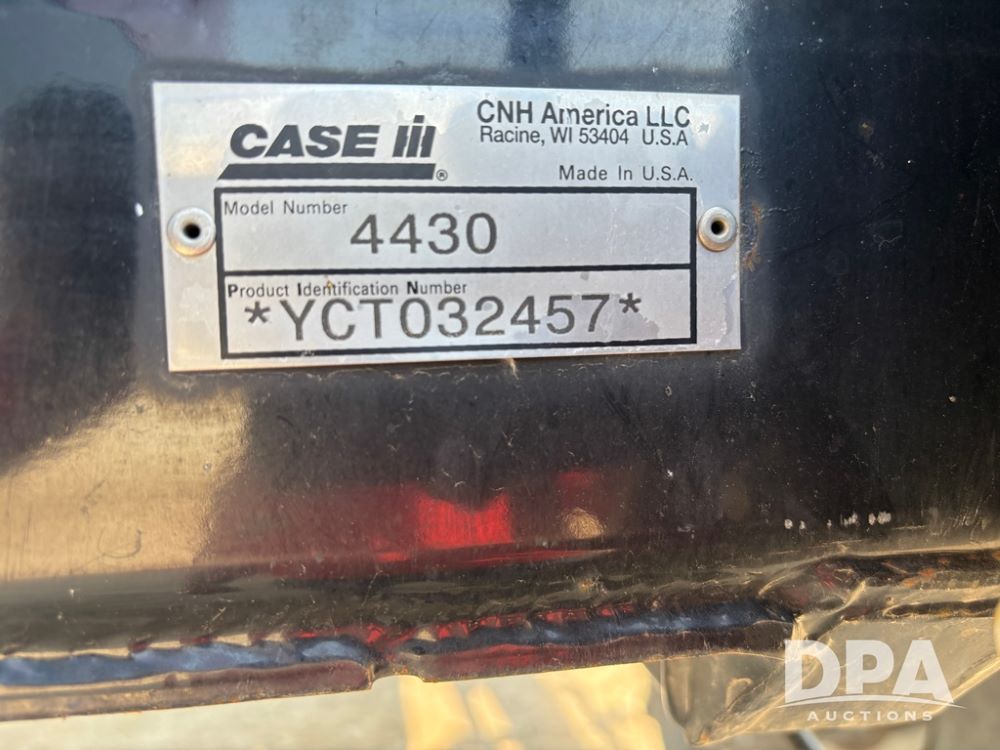 CASE IH®
CNH America LLC
Racine, WI 53404 U.S.A
Made In U.S.A.
Model Number
4430
Product Identification Number
*YCT032457*
DPA
AUCTIONS